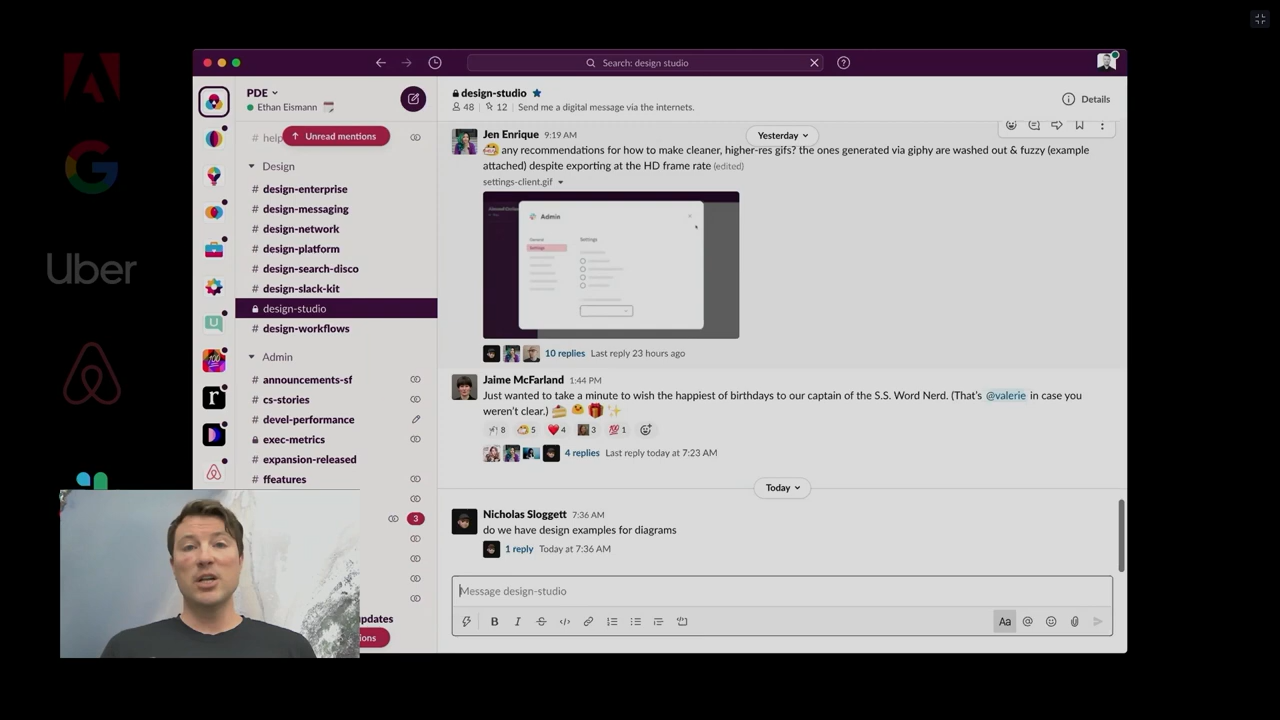 Search: design studio
PDE
Ethan Eismann
help
Unread mentions
Design
# design-enterprise
# design-messaging
# design-network
# design-platform
# design-search-disco
# design-slack-kit
design-studio
# design-workflows
Admin
# announcements-sf
# cs-stories
# devel-performance
exec-metrics
# expansion-released
# ffeatures
3
pdates
ions
Uber
design-studio
48
12
Send me a digital message via the internets.
Details
Yesterday
Jen Enrique 9:19 AM
any recommendations for how to make cleaner, higher-res gifs? the ones generated via giphy are washed out & fuzzy (example
attached) despite exporting at the HD frame rate (edited)
settings-client.gif
Admin
General
Settings
Settings
10 replies Last reply 23 hours ago
Jaime McFarland 1:44 PM
Just wanted to take a minute to wish the happiest of birthdays to our captain of the S.S. Word Nerd. (That's @valerie in case you
weren't clear.)
8 5 4 3 1
4 replies Last reply today at 7:23 AM
Today
Nicholas Sloggett 7:36 AM
do we have design examples for diagrams
1 reply Today at 7:36 AM
Message design-studio
B I S Aa @